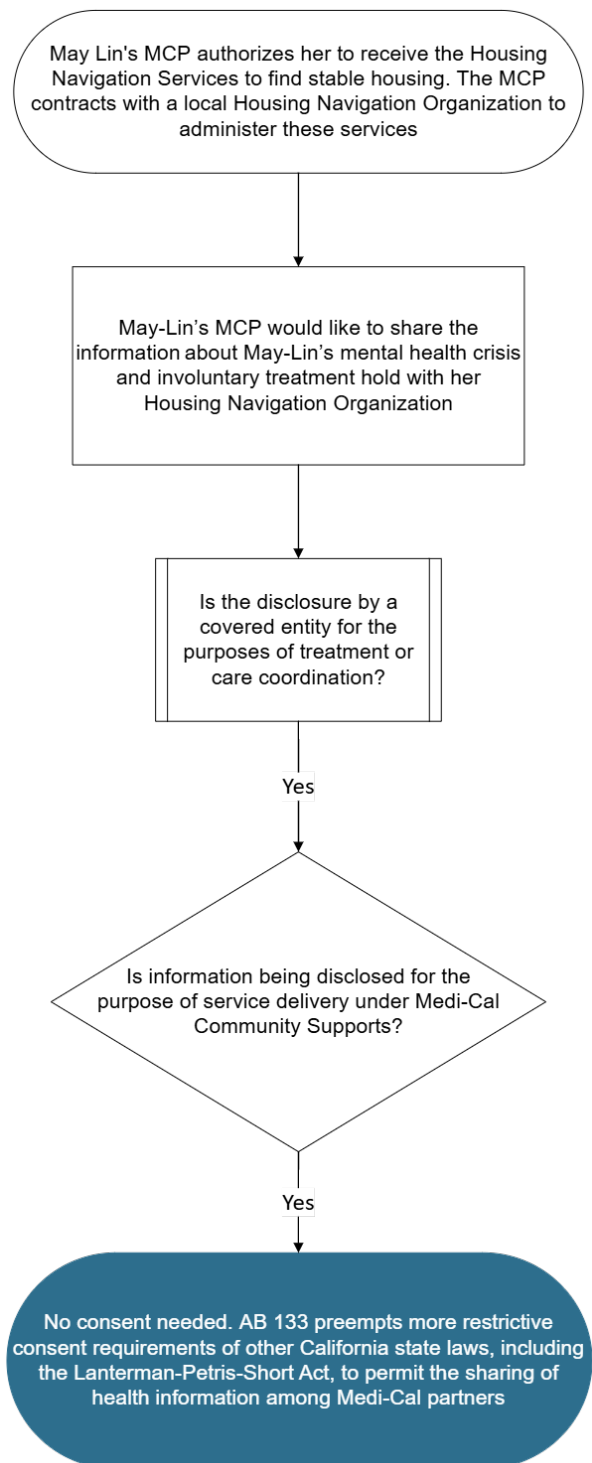 May Lin's MCP authorizes her to receive the Housing
Navigation Services to find stable housing. The MCP
contracts with a local Housing Navigation Organization to
administer these services
May-Lin’s MCP would like to share the
information about May-Lin’s mental health crisis
and involuntary treatment hold with her
Housing Navigation Organization
Is the disclosure by a
covered entity for the
purposes of treatment or
care coordination?
Yes
Is information being disclosed for the
purpose of service delivery under Medi-Cal
Community Supports?
Yes
No consent needed. AB 133 preempts more restrictive
consent requirements of other California state laws, including
the Lanterman-Petris-Short Act, to permit the sharing of
health information among Medi-Cal partners